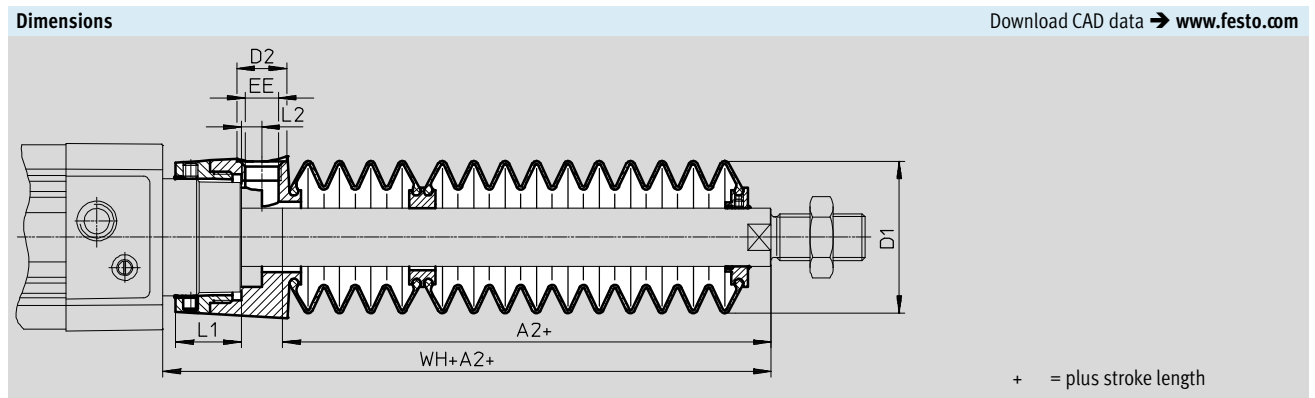 Dimensions
Download CAD data ➔ www.festo.com
D2
EE
L2
D1
L1
A2+
WH+A2+
+ = plus stroke length